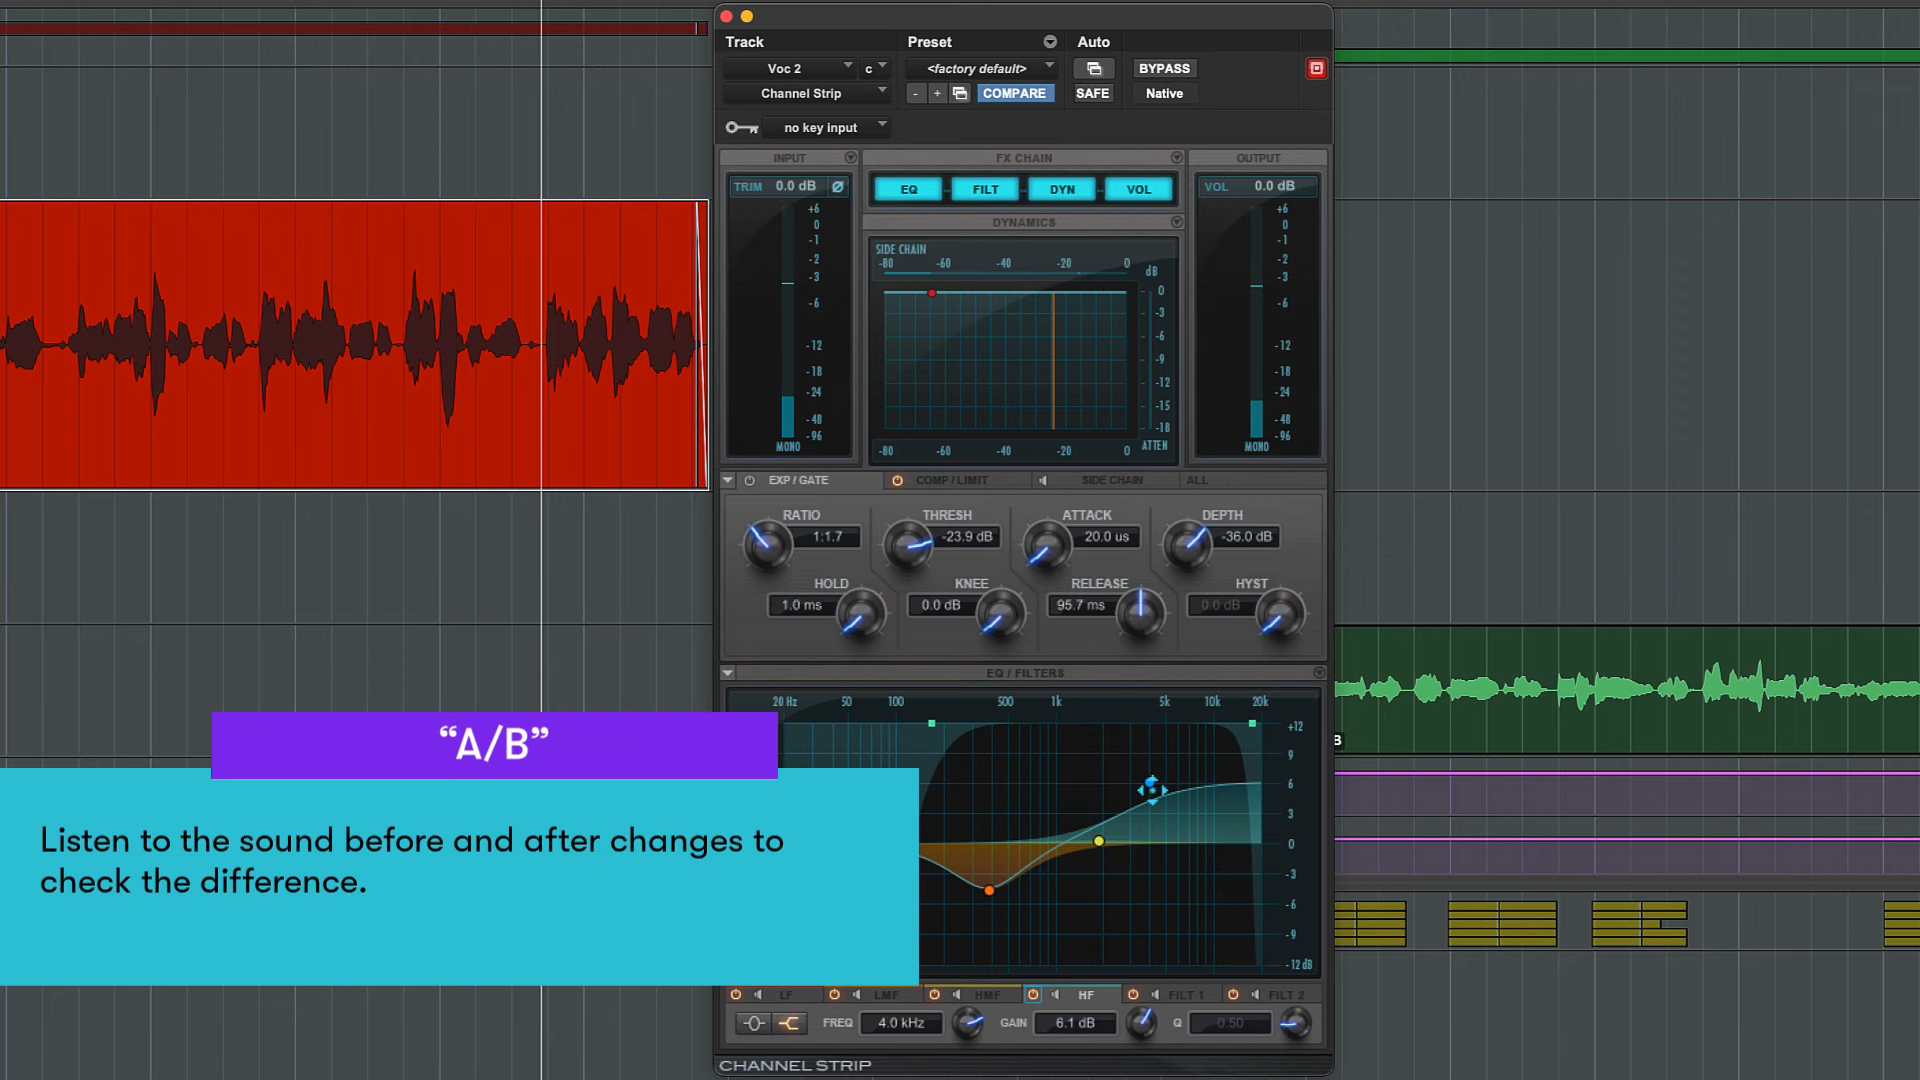 Track
Preset
Auto
Voc 2
c
<factory default>
BYPASS
Channel Strip
- + COMPARE
SAFE
Native
no key input
INPUT
FX CHAIN
OUTPUT
TRIM 0.0 dB Ø
EQ FILT DYN VOL
VOL 0.0 dB
+6
0
-1
-2
-3
-6
-12
-18
-24
-48
-96
MONO
DYNAMICS
SIDE CHAIN
-80 -60 -40 -20 0
dB
0
-3
-6
-9
-12
-15
-18
ATTEN
-80 -60 -40 -20 0
+6
0
-1
-2
-3
-6
-12
-18
-24
-48
-96
MONO
EXP / GATE
COMP / LIMIT
SIDE CHAIN
ALL
RATIO
1:1.7
THRESH
-23.9 dB
ATTACK
20.0 us
DEPTH
-36.0 dB
HOLD
1.0 ms
KNEE
0.0 dB
RELEASE
95.7 ms
HYST
0.0 dB
EQ / FILTERS
20 Hz 50 100 500 1k 5k 10k 20k
+12
9
6
3
0
-3
-6
-9
-12 dB
B
“A/B”
Listen to the sound before and after changes to
check the difference.
LF LMF HMF HF FILT 1 FILT 2
FREQ 4.0 kHz GAIN 6.1 dB Q 0.50
CHANNEL STRIP